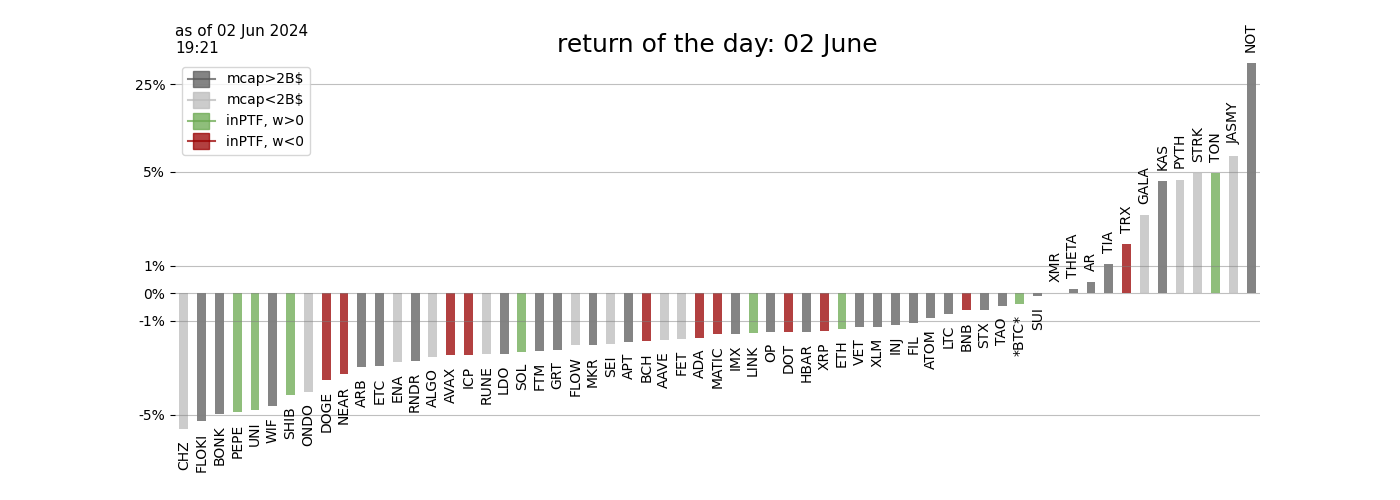 as of 02 Jun 2024
19:21
return of the day: 02 June
mcap>2B$
mcap<2B$
inPTF, w>0
inPTF, w<0
25%
5%
1%
0%
-1%
-5%
CHZ
FLOKI
BONK
PEPE
UNI
WIF
SHIB
ONDO
DOGE
NEAR
ARB
ETC
ENA
RNDR
ALGO
AVAX
ICP
RUNE
LDO
SOL
FTM
GRT
FLOW
MKR
SEI
APT
BCH
AAVE
FET
ADA
MATIC
IMX
LINK
OP
DOT
HBAR
XRP
ETH
VET
XLM
INJ
FIL
ATOM
LTC
BNB
STX
TAO
*BTC*
SUI
XMR
THETA
AR
TIA
TRX
GALA
KAS
PYTH
STRK
TON
JASMY
NOT